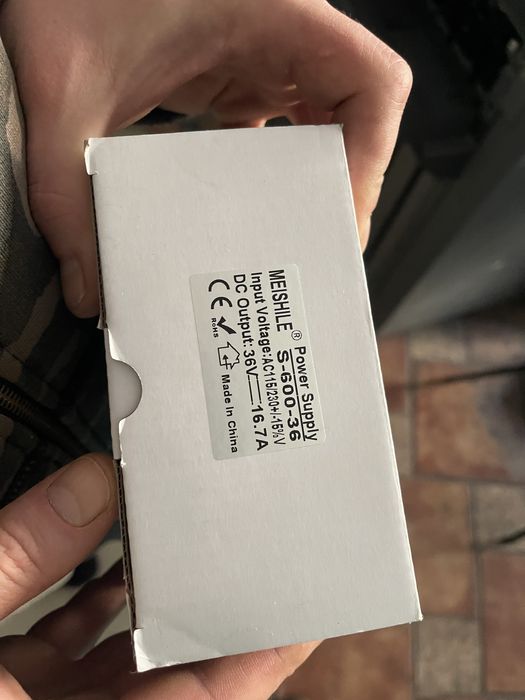 MEISHILE ® Power Supply
S-600-36
Input Voltage:AC115/230+/-15%V
DC Output:36V⎓16.7A
CE RoHS Made In China